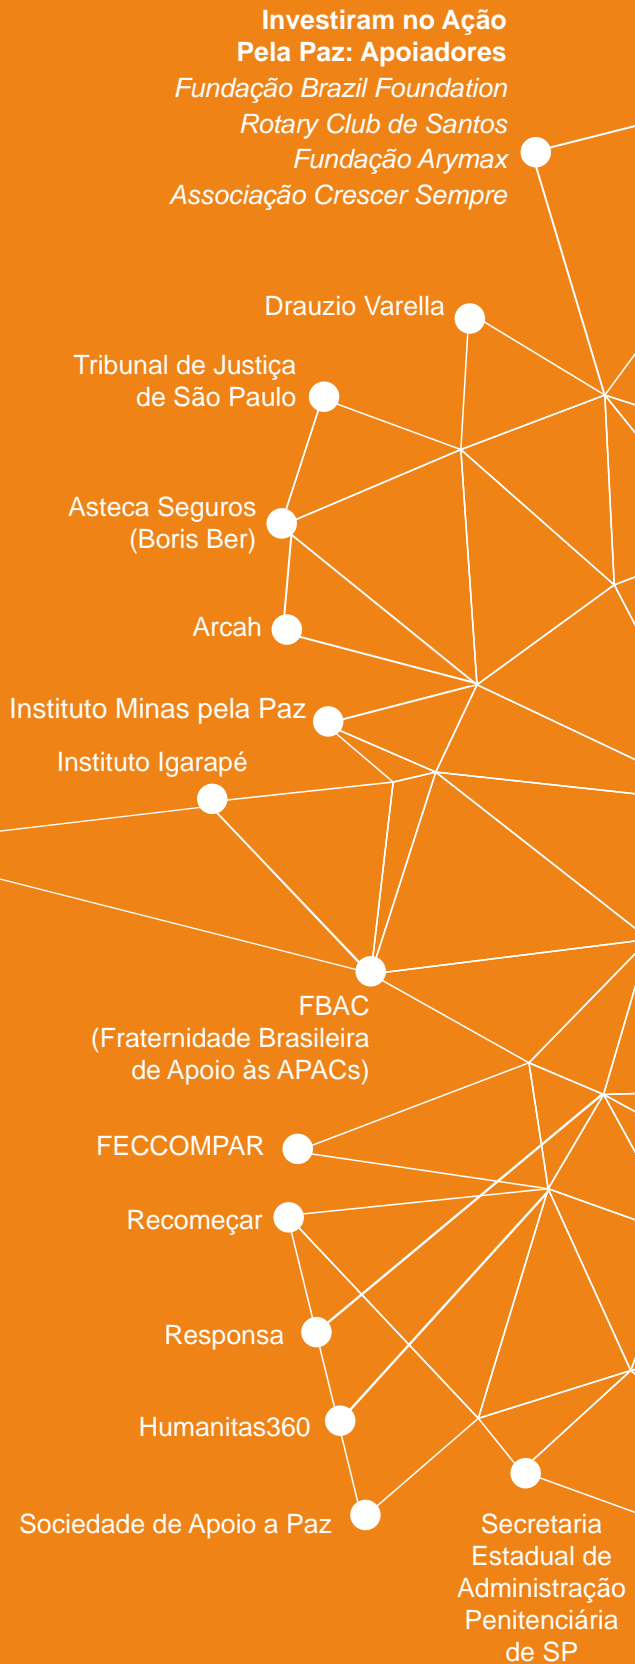 Investiram no Ação
Pela Paz: Apoiadores
Fundação Brazil Foundation
Rotary Club de Santos
Fundação Arymax
Associação Crescer Sempre
Drauzio Varella
Tribunal de Justiça
de São Paulo
Asteca Seguros
(Boris Ber)
Arcah
Instituto Minas pela Paz
Instituto Igarapé
FBAC
(Fraternidade Brasileira
de Apoio às APACs)
FECCOMPAR
Recomeçar
Responsa
Humanitas360
Sociedade de Apoio a Paz
Secretaria
Estadual de
Administração
Penitenciária
de SP